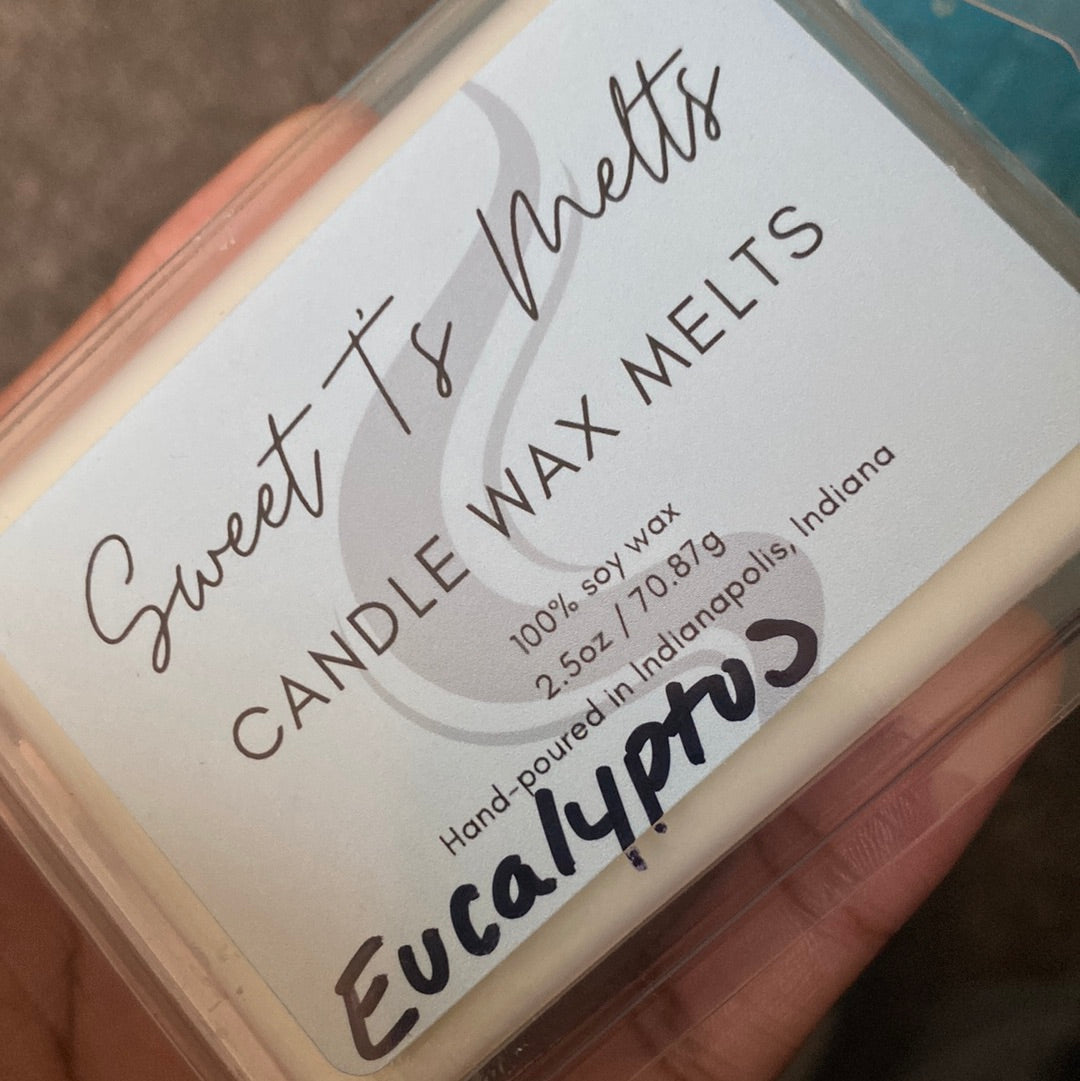 Sweet T's Melts
CANDLE WAX MELTS
100% soy wax
2.5oz / 70.87g
Hand-poured in Indianapolis, Indiana
Eucalyptus